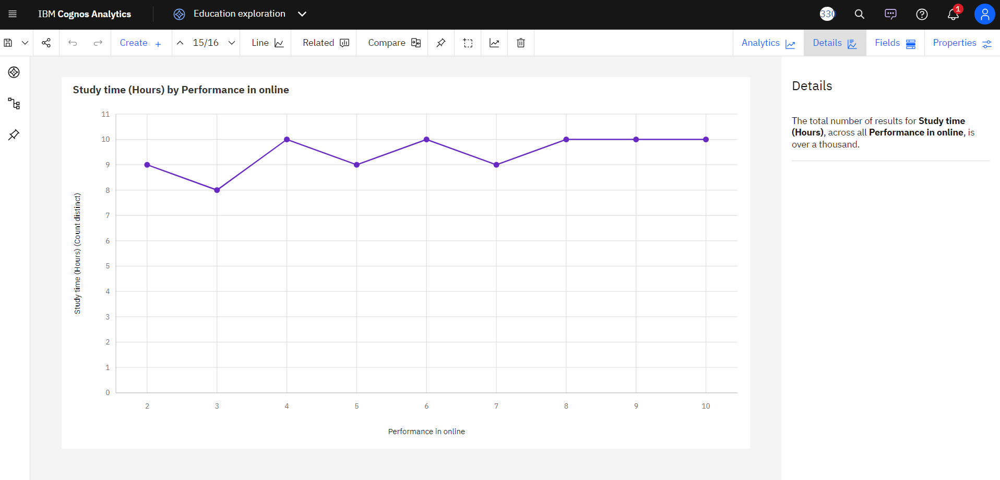 IBM Cognos Analytics
Education exploration
330
1
Create +
15/16
Line
Related
Compare
Analytics
Details
Fields
Properties
Study time (Hours) by Performance in online
11
10
9
8
7
6
5
4
3
2
1
0
Study time (Hours) (Count distinct)
2 3 4 5 6 7 8 9 10
Performance in online
Details
The total number of results for Study time
(Hours), across all Performance in online, is
over a thousand.